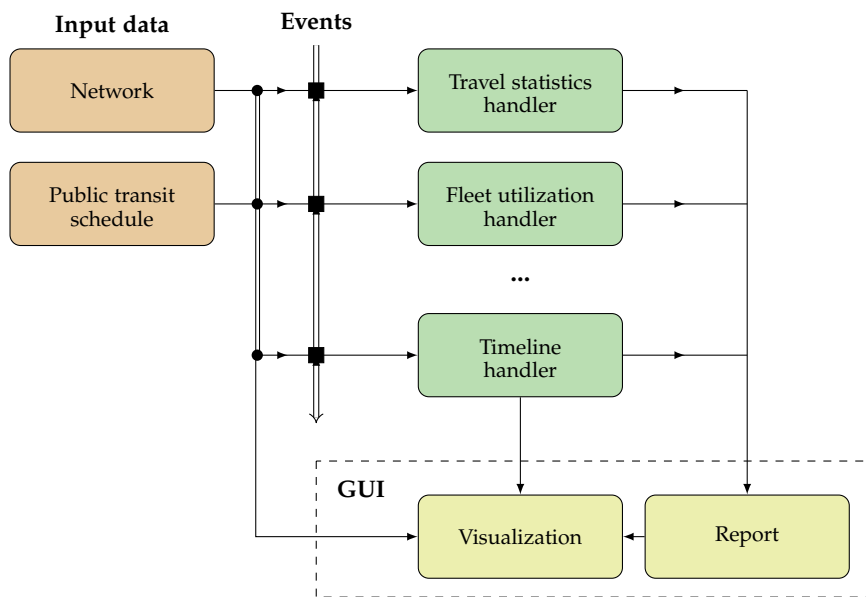 Input data
Events
Network
Travel statistics
handler
Public transit
schedule
Fleet utilization
handler
...
Timeline
handler
GUI
Visualization
Report